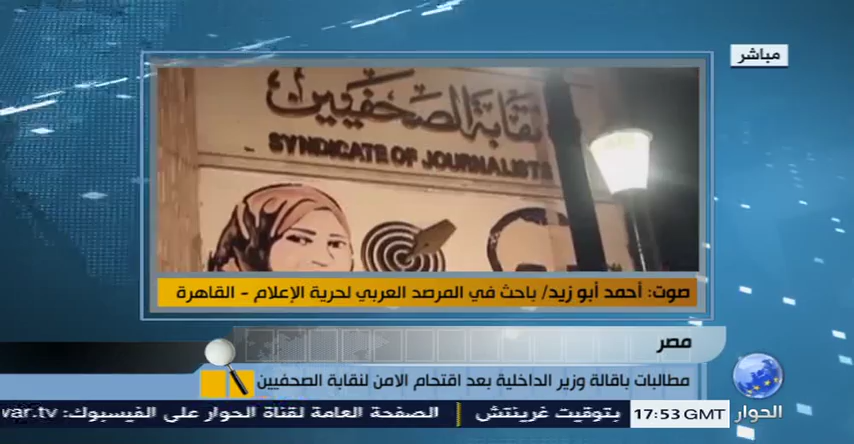 مباشر
نقابة الصحفيين
SYNDICATE OF JOURNALISTS
صوت: أحمد أبو زيد/ باحث في المرصد العربي لحرية الإعلام - القاهرة
مصر
مطالبات باقالة وزير الداخلية بعد اقتحام الامن لنقابة الصحفيين
الحوار
17:53 GMT بتوقيت غرينتش | الصفحة العامة لقناة الحوار على الفيسبوك: war.tv